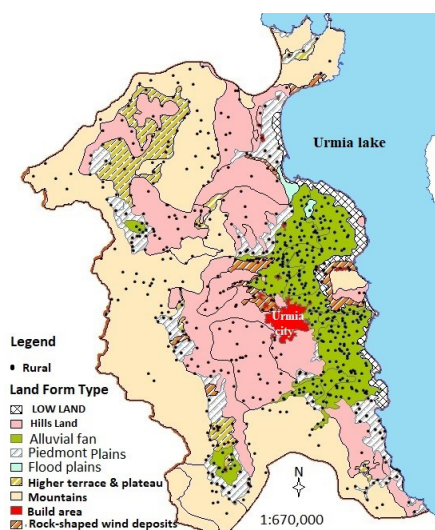 Urmia lake
Urmia
city
Legend
Rural
Land Form Type
LOW LAND
Hills Land
Alluvial fan
Piedmont Plains
Flood plains
Higher terrace & plateau
Mountains
Build area
Rock-shaped wind deposits
N
1:670,000